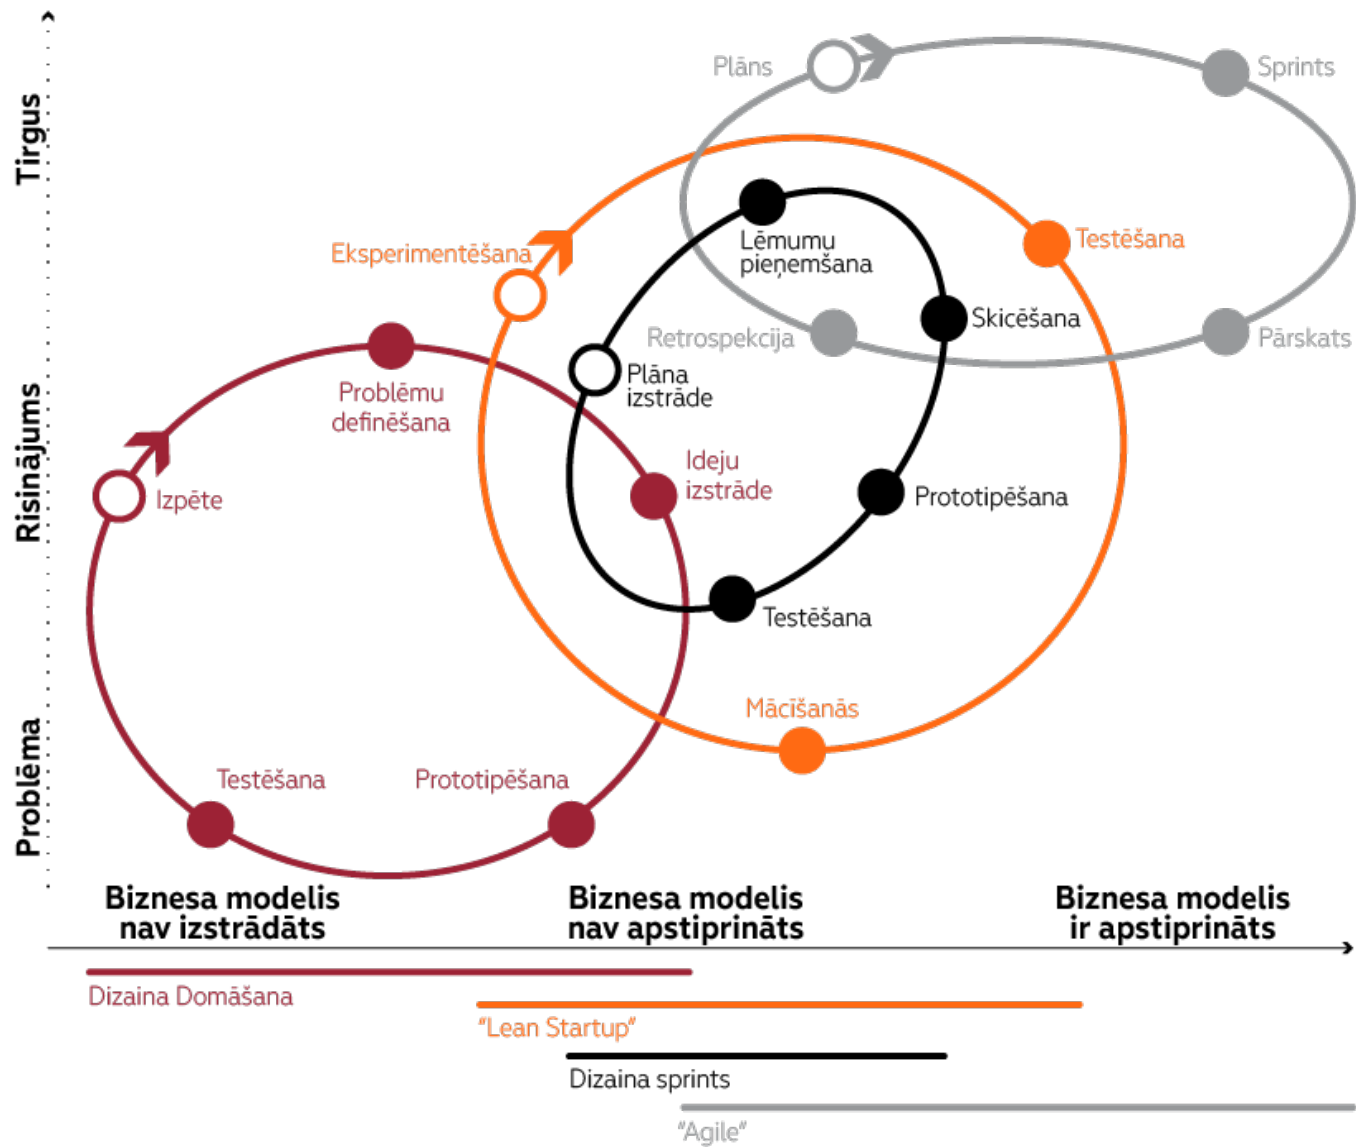 Tirgus
Risinājums
Problēma
Plāns
Sprints
Retrospekcija
Pārskats
Eksperimentēšana
Testēšana
Mācīšanās
Lēmumu
pieņemšana
Skicēšana
Plāna
izstrāde
Prototipēšana
Testēšana
Problēmu
definēšana
Izpēte
Ideju
izstrāde
Testēšana
Prototipēšana
Biznesa modelis
nav izstrādāts
Biznesa modelis
nav apstiprināts
Biznesa modelis
ir apstiprināts
Dizaina Domāšana
“Lean Startup”
Dizaina sprints
“Agile”